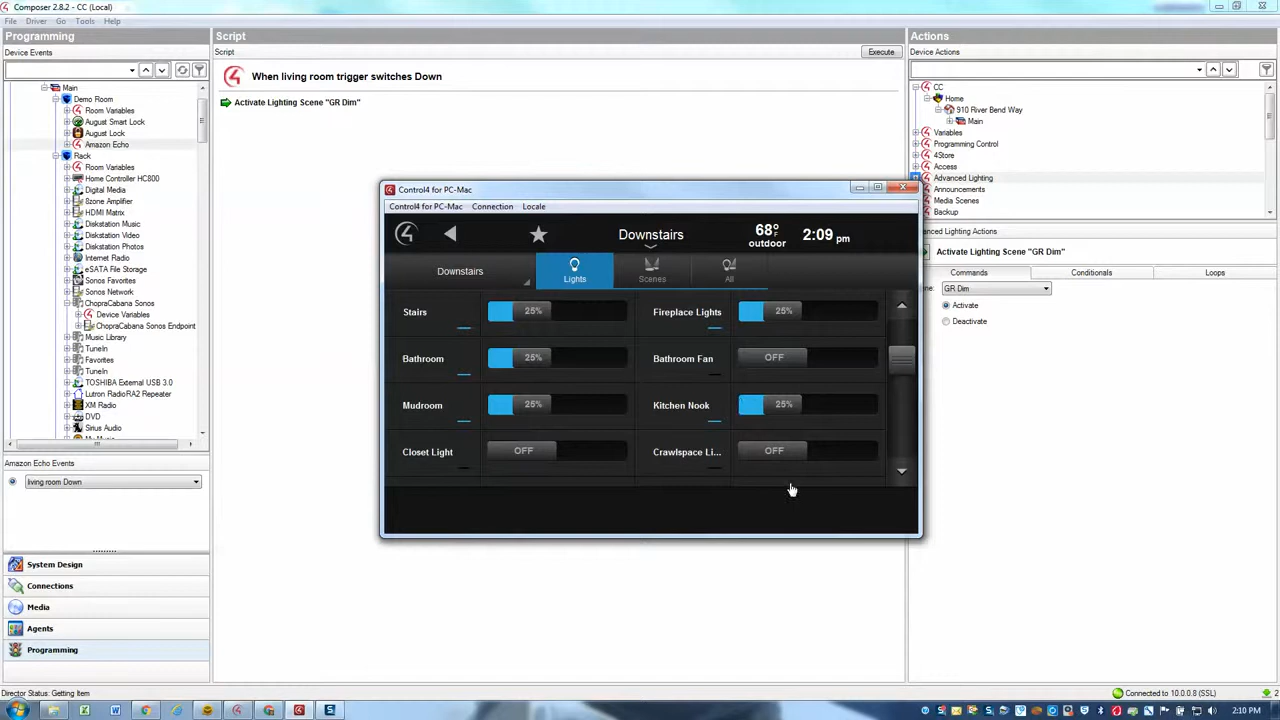 Composer 2.8.2 - CC (Local)
File Driver Go Tools Help
Programming
Device Events
Main
Demo Room
Room Variables
August Smart Lock
August Lock
Amazon Echo
Rack
Room Variables
Home Controller HC800
Digital Media
8zone Amplifier
HDMI Matrix
Diskstation Music
Diskstation Video
Diskstation Photos
Internet Radio
eSATA File Storage
Sonos Favorites
Sonos Network
ChopraCabana Sonos
Device Variables
ChopraCabana Sonos Endpoint
Music Library
TuneIn
Favorites
TuneIn
TOSHIBA External USB 3.0
Lutron RadioRA2 Repeater
XM Radio
DVD
Sirius Audio
Amazon Echo Events
living room Down
System Design
Connections
Media
Agents
Programming
Director Status: Getting Item
Script
Script
Execute
When living room trigger switches Down
Activate Lighting Scene "GR Dim"
Control4 for PC-Mac
Control4 for PC-Mac Connection Locale
Downstairs
68°F
outdoor
2:09 pm
Downstairs
Lights
Scenes
All
Stairs 25% Fireplace Lights 25%
Bathroom 25% Bathroom Fan OFF
Mudroom 25% Kitchen Nook 25%
Closet Light OFF Crawlspace Li... OFF
Actions
Device Actions
CC
Home
910 River Bend Way
Main
Variables
Programming Control
4Store
Access
Advanced Lighting
Announcements
Media Scenes
Backup
dvanced Lighting Actions
Activate Lighting Scene "GR Dim"
Commands Conditionals Loops
ne: GR Dim
Activate
Deactivate
Connected to 10.0.0.8 (SSL)
2
2:10 PM